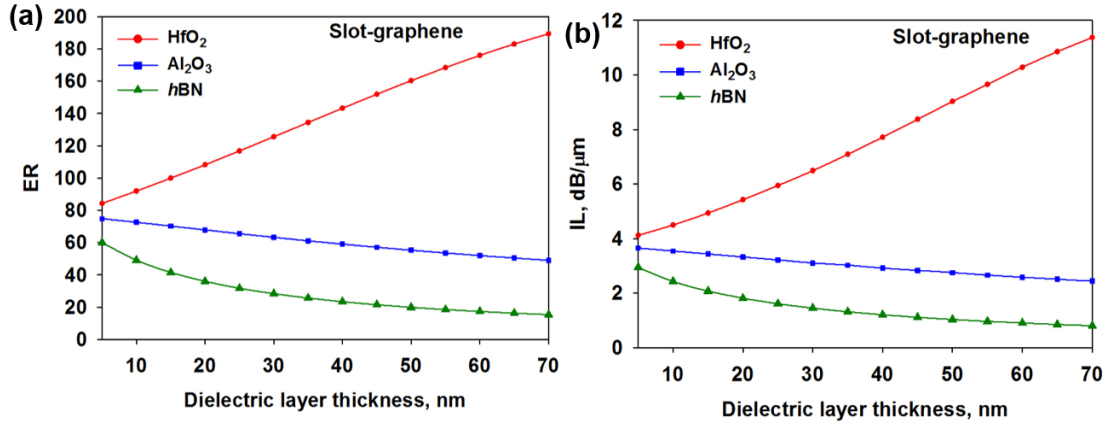 (a)
200
180
160
140
120
100
80
60
40
20
0
ER
Slot-graphene
HfO₂
Al₂O₃
hBN
10 20 30 40 50 60 70
Dielectric layer thickness, nm
(b)
12
10
8
6
4
2
0
IL, dB/µm
Slot-graphene
HfO₂
Al₂O₃
hBN
10 20 30 40 50 60 70
Dielectric layer thickness, nm